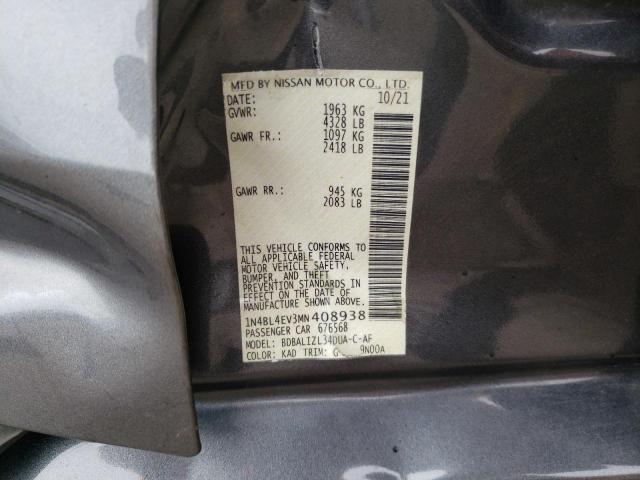 MFD BY NISSAN MOTOR CO., LTD.
DATE: 10/21
GVWR: 1963 KG
4328 LB
GAWR FR.: 1097 KG
2418 LB
GAWR RR.: 945 KG
2083 LB
THIS VEHICLE CONFORMS TO
ALL APPLICABLE FEDERAL
MOTOR VEHICLE SAFETY,
BUMPER, AND THEFT
PREVENTION STANDARDS IN
EFFECT ON THE DATE OF
MANUFACTURE SHOWN ABOVE.
1N4BL4EV3MN408938
PASSENGER CAR 676568
MODEL: BDBALIZL34DUA-C-AF
COLOR: KAD TRIM: G